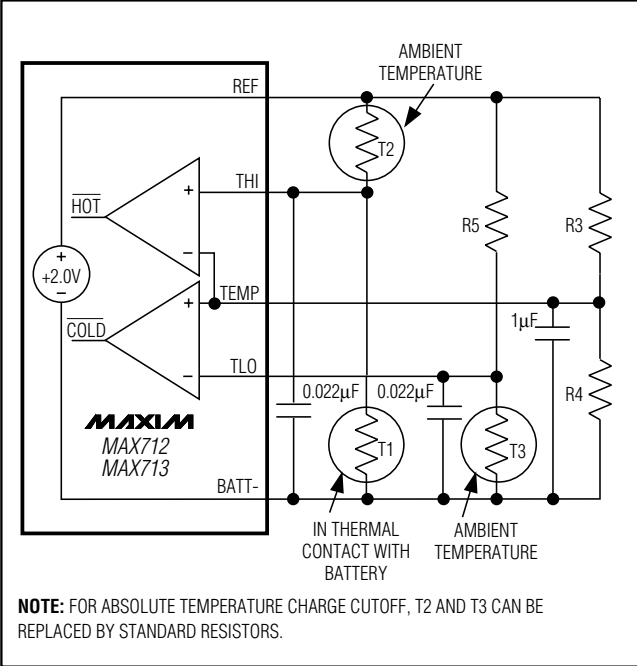 AMBIENT
TEMPERATURE
REF
T2
THI
+
HOT
R5
R3
−
+
+2.0V
−
TEMP
+
1µF
COLD
TLO
−
0.022µF
0.022µF
R4
MAXIM
MAX712
MAX713
T1
T3
BATT-
IN THERMAL
CONTACT WITH
BATTERY
AMBIENT
TEMPERATURE
NOTE: FOR ABSOLUTE TEMPERATURE CHARGE CUTOFF, T2 AND T3 CAN BE
REPLACED BY STANDARD RESISTORS.